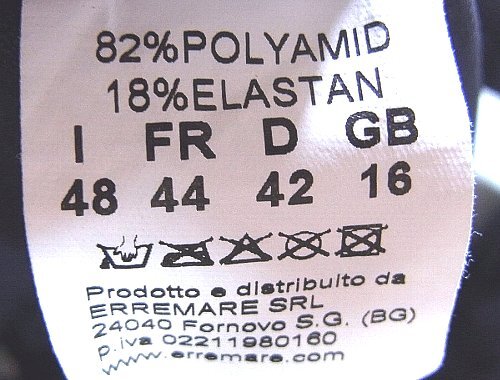 82%POLYAMID
18%ELASTAN
I FR D GB
48 44 42 16
Prodotto e distribuito da
ERREMARE SRL
24040 Fornovo S.G. (BG)
p.iva 02211980160
www.erremare.com